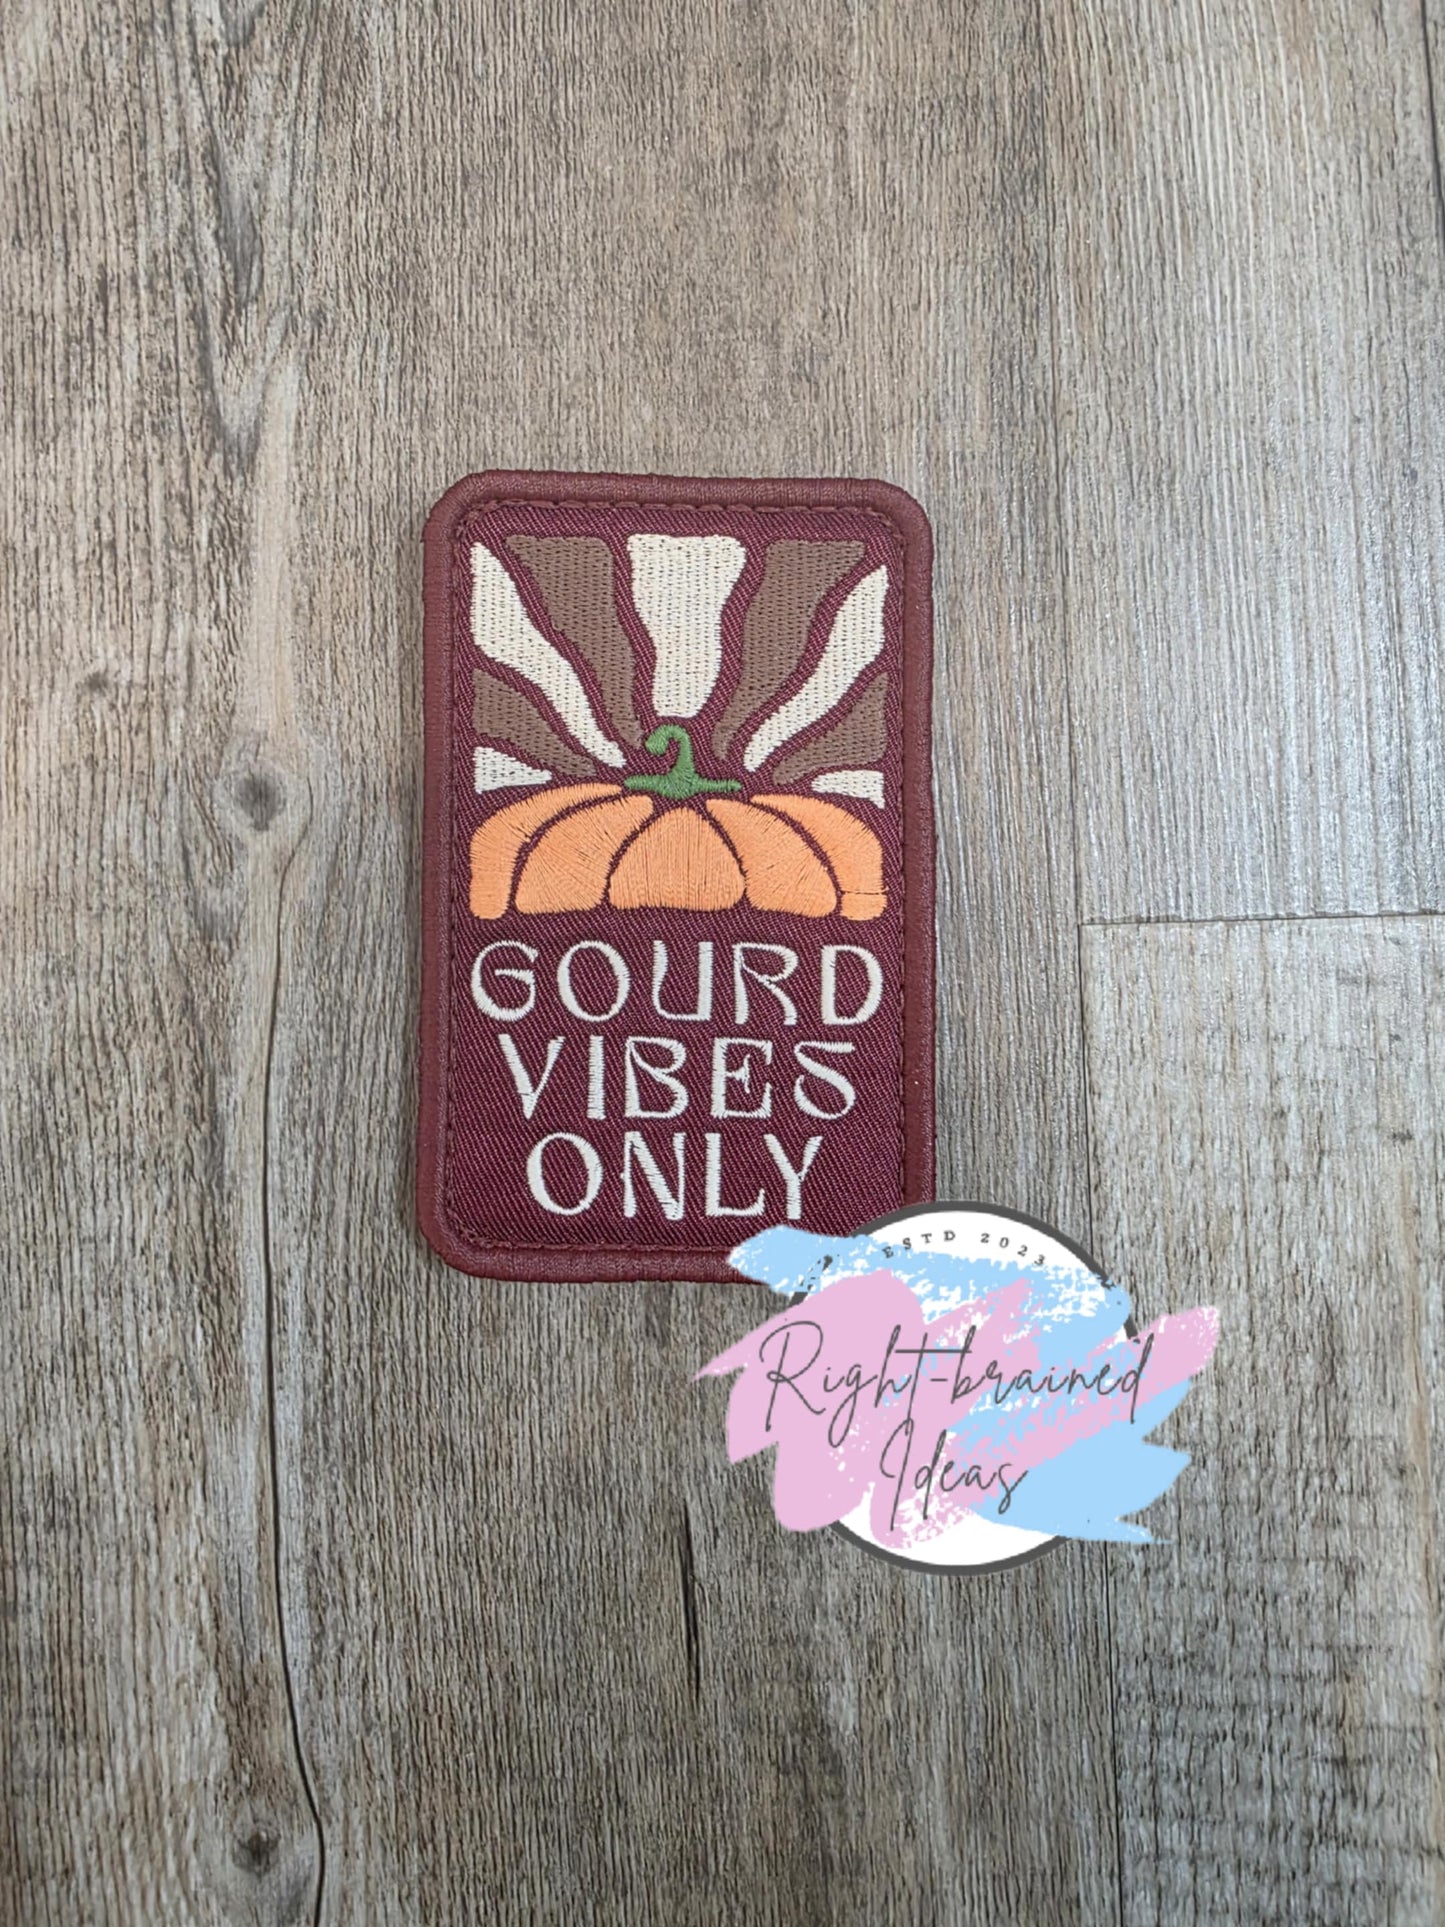 GOURD
VIBES
ONLY
ESTD 2023
Right-brained
Ideas